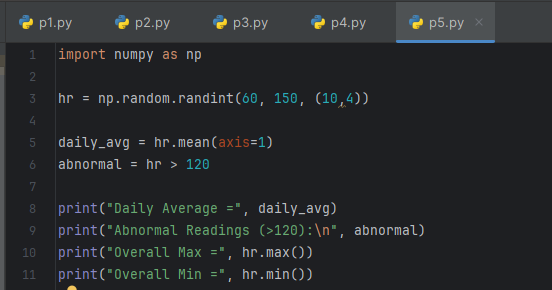 p1.py p2.py p3.py p4.py p5.py
1 import numpy as np
2
3 hr = np.random.randint(60, 150, (10,4))
4
5 daily_avg = hr.mean(axis=1)
6 abnormal = hr > 120
7
8 print("Daily Average =", daily_avg)
9 print("Abnormal Readings (>120):\n", abnormal)
10 print("Overall Max =", hr.max())
11 print("Overall Min =", hr.min())